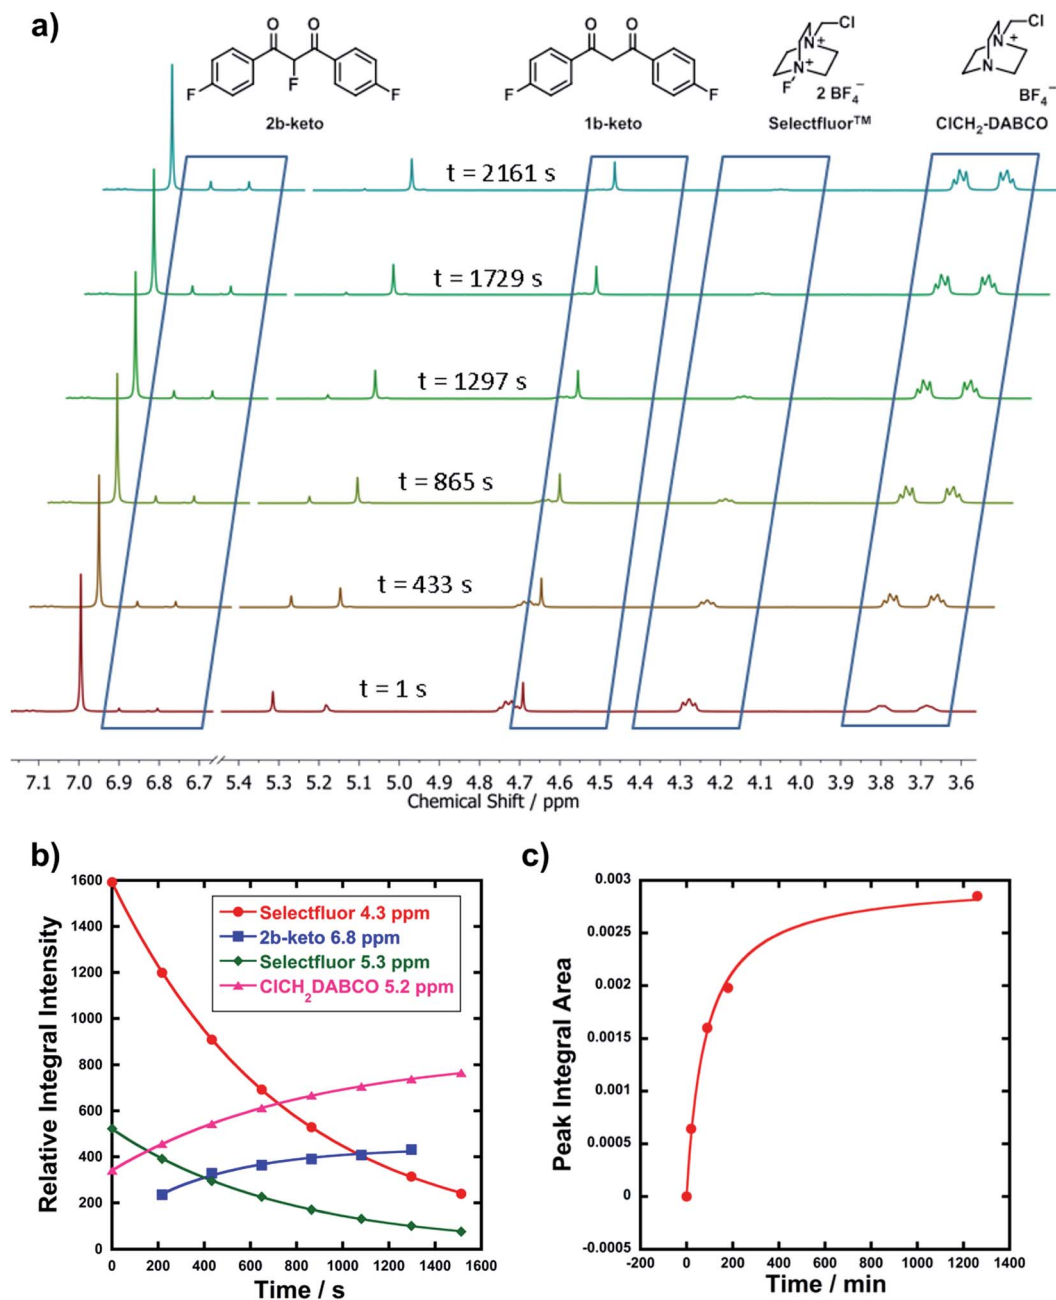 a)
O O
F F F
2b-keto
O O
F F
1b-keto
Cl
N+
N+
F 2 BF4−
Selectfluor™
Cl
N+
N
BF4−
ClCH2-DABCO
t = 2161 s
t = 1729 s
t = 1297 s
t = 865 s
t = 433 s
t = 1 s
7.1 7.0 6.9 6.8 6.7 5.4 5.3 5.2 5.1 5.0 4.9 4.8 4.7 4.6 4.5 4.4 4.3 4.2 4.1 4.0 3.9 3.8 3.7 3.6
Chemical Shift / ppm
b)
Relative Integral Intensity
1600
1400
1200
1000
800
600
400
200
0
Selectfluor 4.3 ppm
2b-keto 6.8 ppm
Selectfluor 5.3 ppm
ClCH2DABCO 5.2 ppm
0 200 400 600 800 1000 1200 1400 1600
Time / s
c)
Peak Integral Area
0.003
0.0025
0.002
0.0015
0.001
0.0005
0
-0.0005
-200 0 200 400 600 800 1000 1200 1400
Time / min